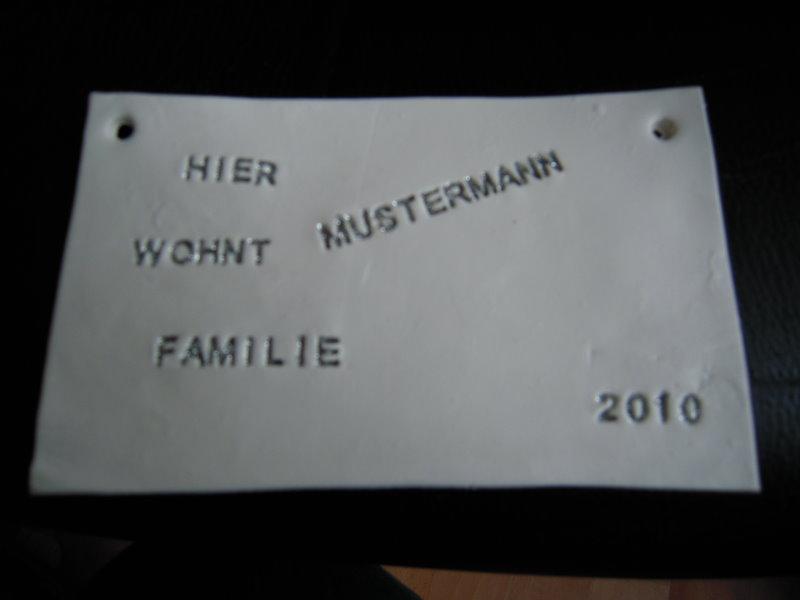 HIER
WOHNT
FAMILIE
MUSTERMANN
2010